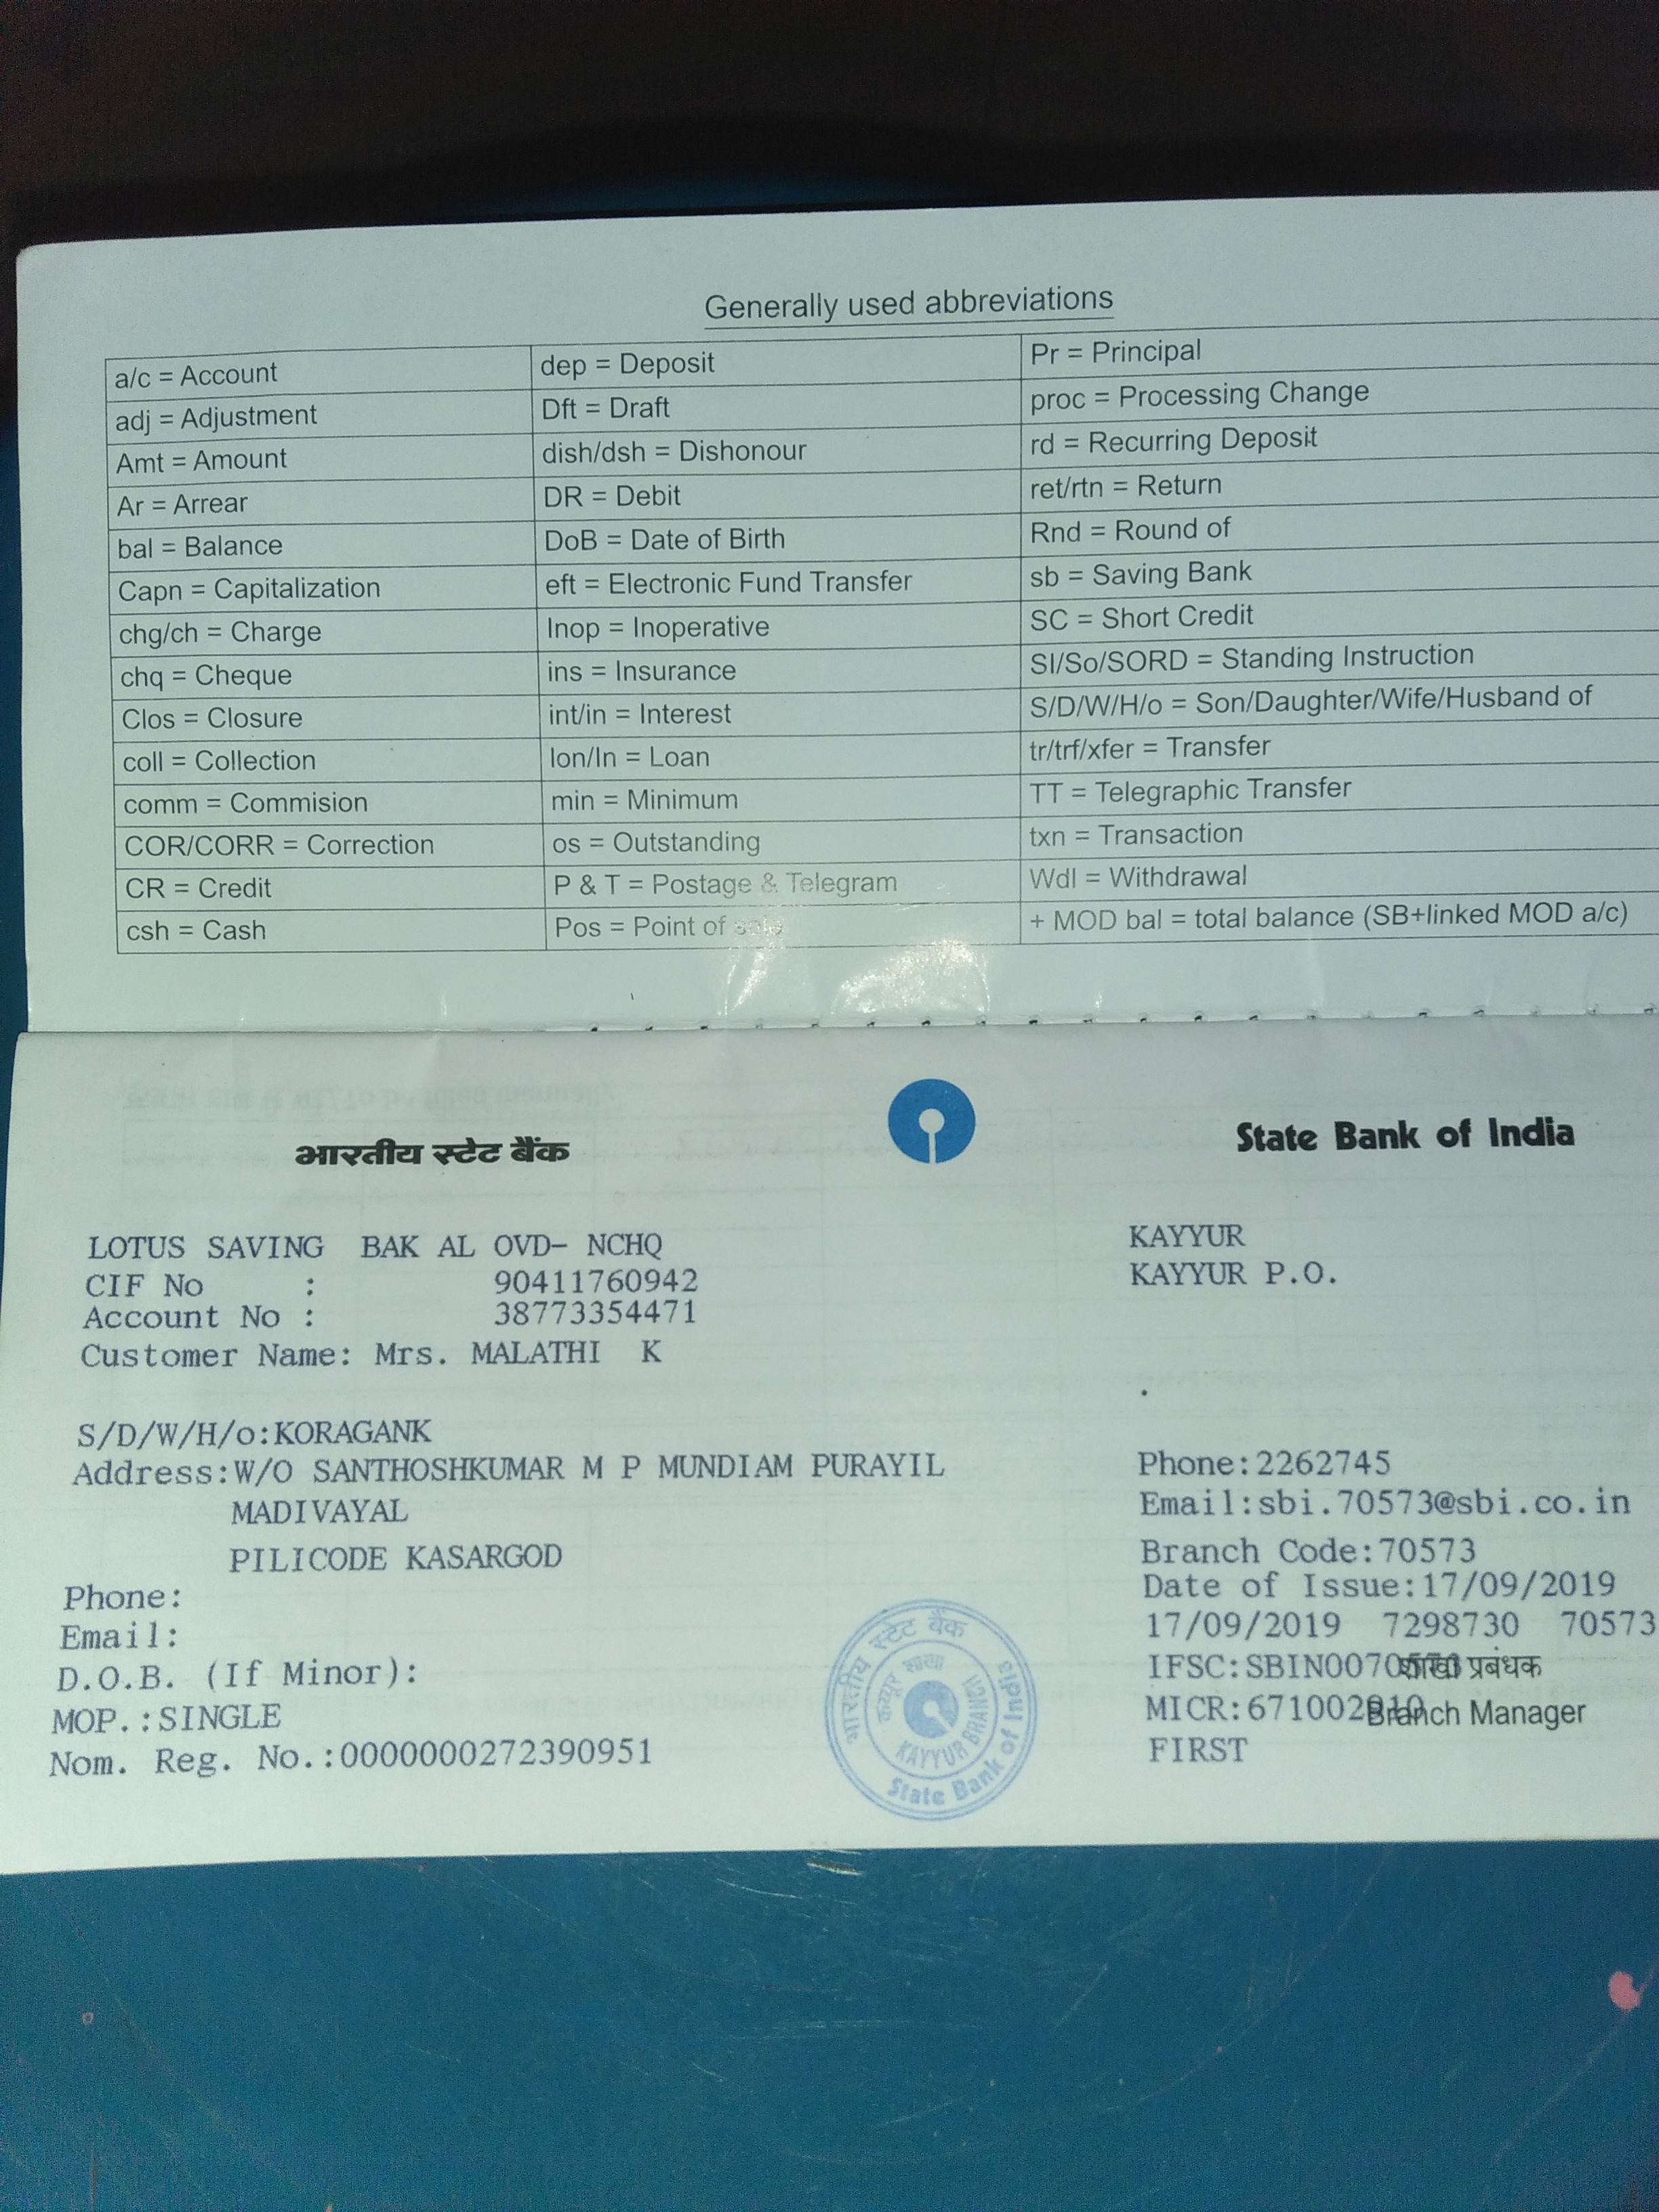 Generally used abbreviations
a/c = Account
dep = Deposit
Pr = Principal
adj = Adjustment
Dft = Draft
proc = Processing Change
Amt = Amount
dish/dsh = Dishonour
rd = Recurring Deposit
Ar = Arrear
DR = Debit
ret/rtn = Return
bal = Balance
DoB = Date of Birth
Rnd = Round of
Capn = Capitalization
eft = Electronic Fund Transfer
sb = Saving Bank
chg/ch = Charge
Inop = Inoperative
SC = Short Credit
chq = Cheque
ins = Insurance
SI/So/SORD = Standing Instruction
Clos = Closure
int/in = Interest
S/D/W/H/o = Son/Daughter/Wife/Husband of
coll = Collection
lon/ln = Loan
tr/trf/xfer = Transfer
comm = Commision
min = Minimum
TT = Telegraphic Transfer
COR/CORR = Correction
os = Outstanding
txn = Transaction
CR = Credit
P & T = Postage & Telegram
Wdl = Withdrawal
csh = Cash
Pos = Point of
+ MOD bal = total balance (SB+linked MOD a/c)
भारतीय स्टेट बैंक
State Bank of India
LOTUS SAVING BAK AL OVD- NCHQ
CIF No : 90411760942
Account No : 38773354471
Customer Name: Mrs. MALATHI K
S/D/W/H/o:KORAGANK
Address:W/O SANTHOSHKUMAR M P MUNDIAM PURAYIL
MADIVAYAL
PILICODE KASARGOD
Phone:
Email:
D.O.B. (If Minor):
MOP.:SINGLE
Nom. Reg. No.:0000000272390951
भारतीय स्टेट बैंक
कय्यूर शाखा
KAYYUR BRANCH
State Bank of India
KAYYUR
KAYYUR P.O.
Phone:2262745
Email:sbi.70573@sbi.co.in
Branch Code:70573
Date of Issue:17/09/2019
17/09/2019 7298730 70573
IFSC:SBIN0070573
शाखा प्रबंधक
MICR:
Branch Manager
FIRST